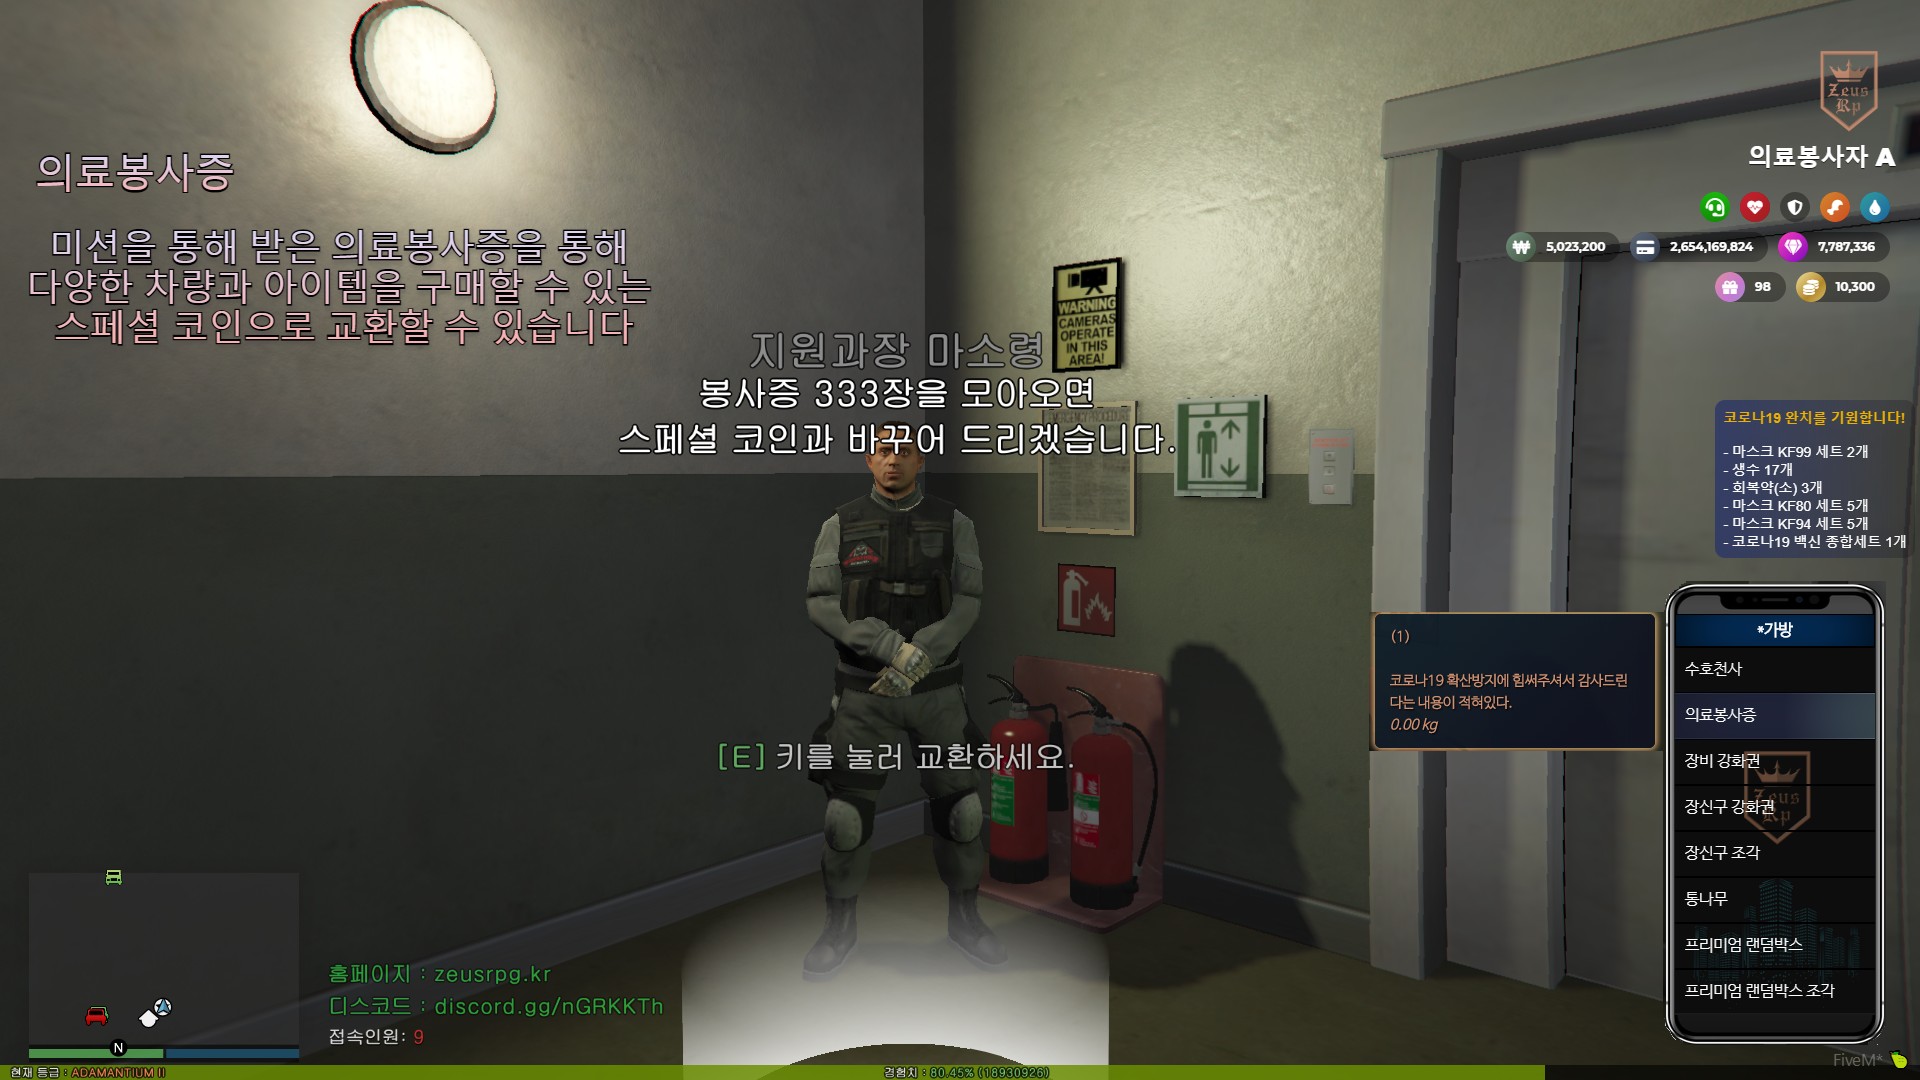 의료봉사증
미션을 통해 받은 의료봉사증을 통해
다양한 차량과 아이템을 구매할 수 있는
스페셜 코인으로 교환할 수 있습니다
지원과장 마소령
봉사증 333장을 모아오면
스페셜 코인과 바꾸어 드리겠습니다.
WARNING
CAMERAS
OPERATE
IN THIS
AREA!
[E] 키를 눌러 교환하세요.
Zeus
Rp
의료봉사자 A
5,023,200
2,654,169,824
7,787,336
98
10,300
코로나19 완치를 기원합니다!
- 마스크 KF99 세트 2개
- 생수 17개
- 회복약(소) 3개
- 마스크 KF80 세트 5개
- 마스크 KF94 세트 5개
- 코로나19 백신 종합세트 1개
(1)
코로나19 확산방지에 힘써주셔서 감사드린
다는 내용이 적혀있다.
0.00 kg
*가방
수호천사
의료봉사증
장비 강화권
장신구 강화권
장신구 조각
통나무
프리미엄 랜덤박스
프리미엄 랜덤박스 조각
Zeus
Rp
홈페이지 : zeusrpg.kr
디스코드 : discord.gg/nGRKKTh
접속인원: 9
N
현재 등급 : ADAMANTIUM II
경험치 : 80.45% (18930926)
FiveM*